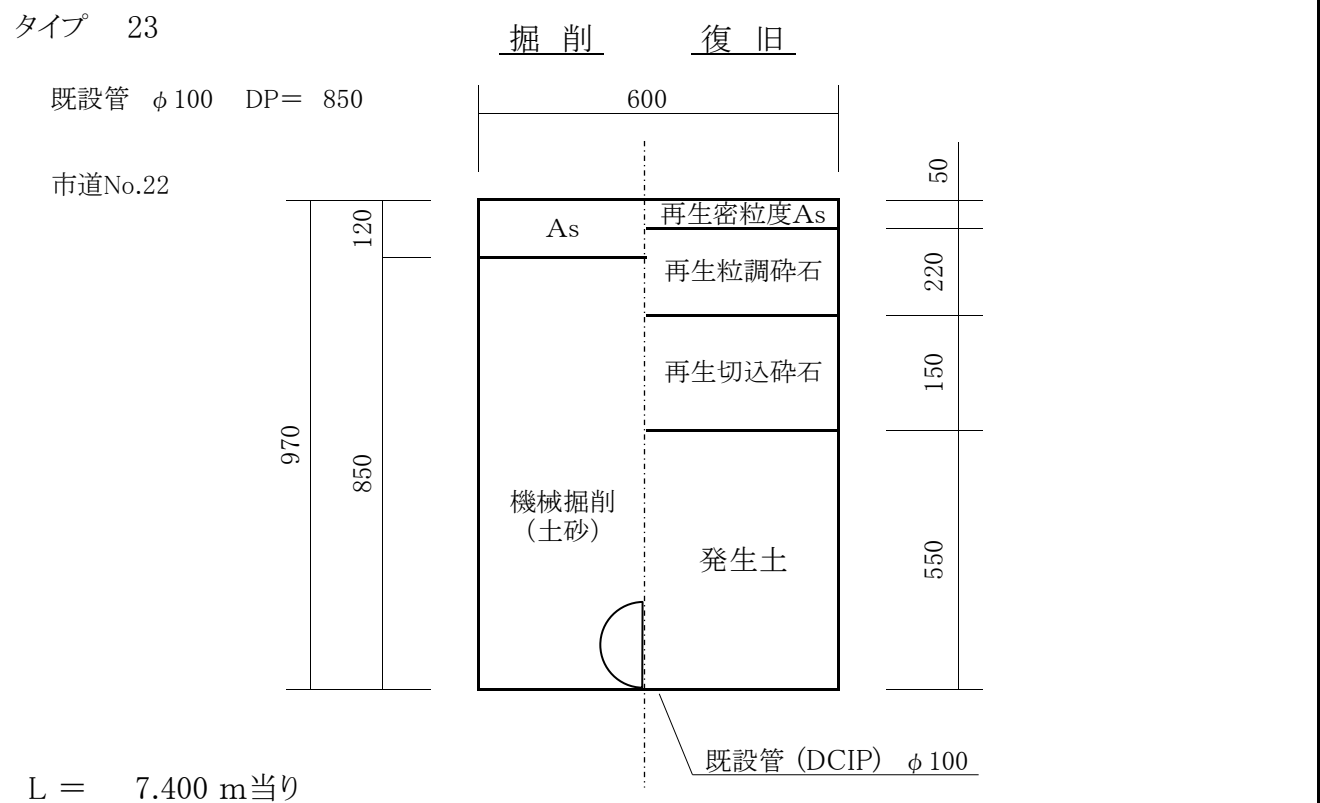 タイプ 23
掘 削 復 旧
既設管 φ100 DP= 850
600
市道No.22
50
120
As
再生密粒度As
再生粒調砕石
220
再生切込砕石
150
970
850
機械掘削
(土砂)
発生土
550
既設管 (DCIP) φ100
L = 7.400 m当り